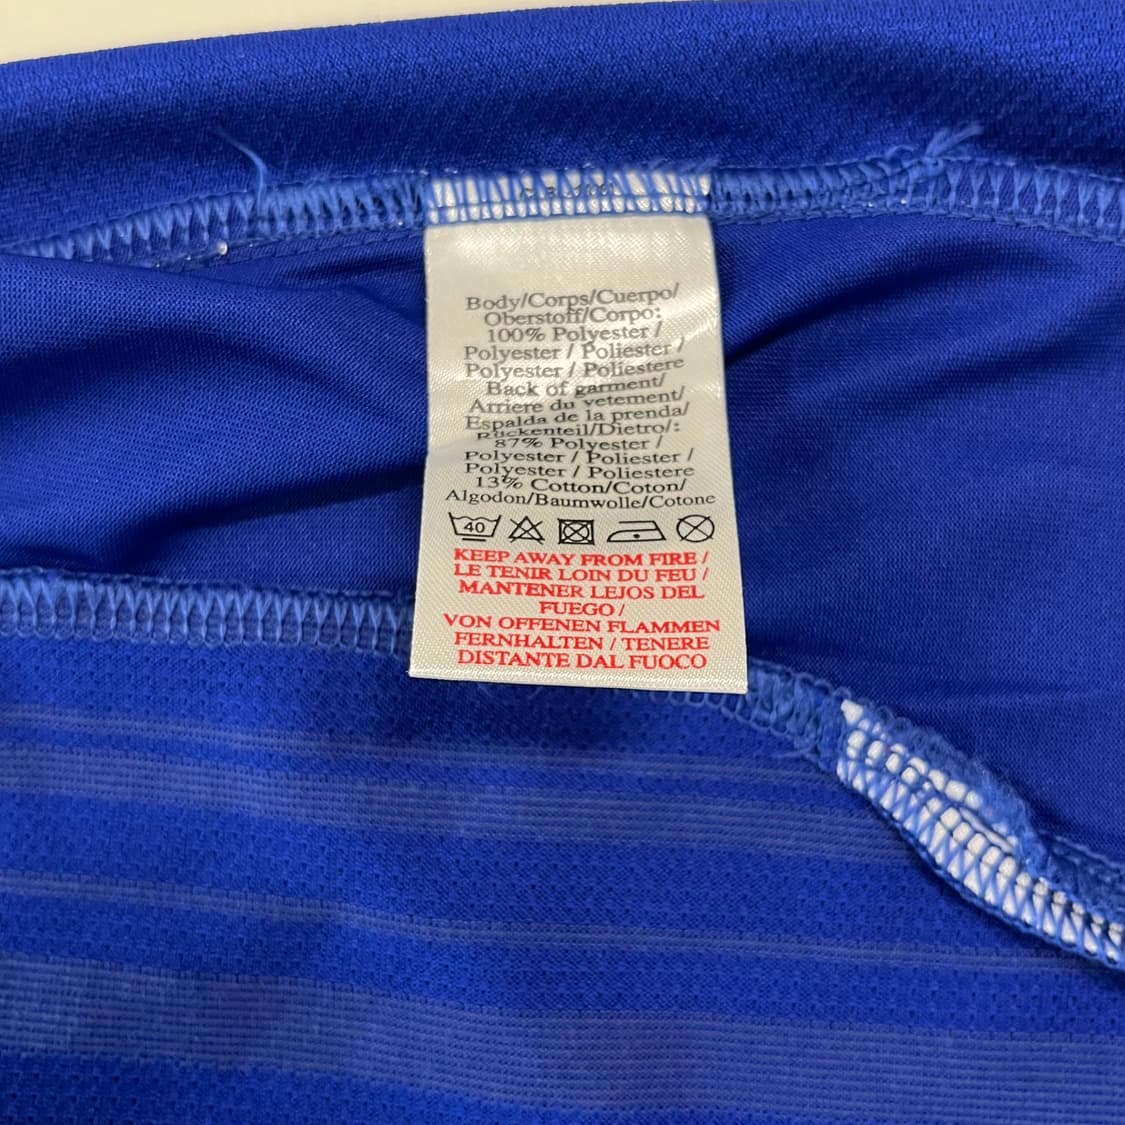 Body/Corps/Cuerpo/
Oberstoff/Corpo:
100% Polyester /
Polyester / Poliester /
Polyester / Poliestere
Back of garment/
Arriere du vetement/
Espalda de la prenda/
Rückenteil/Dietro/:
87% Polyester /
Polyester / Poliester /
Polyester / Poliestere
13% Cotton/Coton/
Algodon/Baumwolle/Cotone
40
KEEP AWAY FROM FIRE /
LE TENIR LOIN DU FEU /
MANTENER LEJOS DEL
FUEGO /
VON OFFENEN FLAMMEN
FERNHALTEN / TENERE
DISTANTE DAL FUOCO